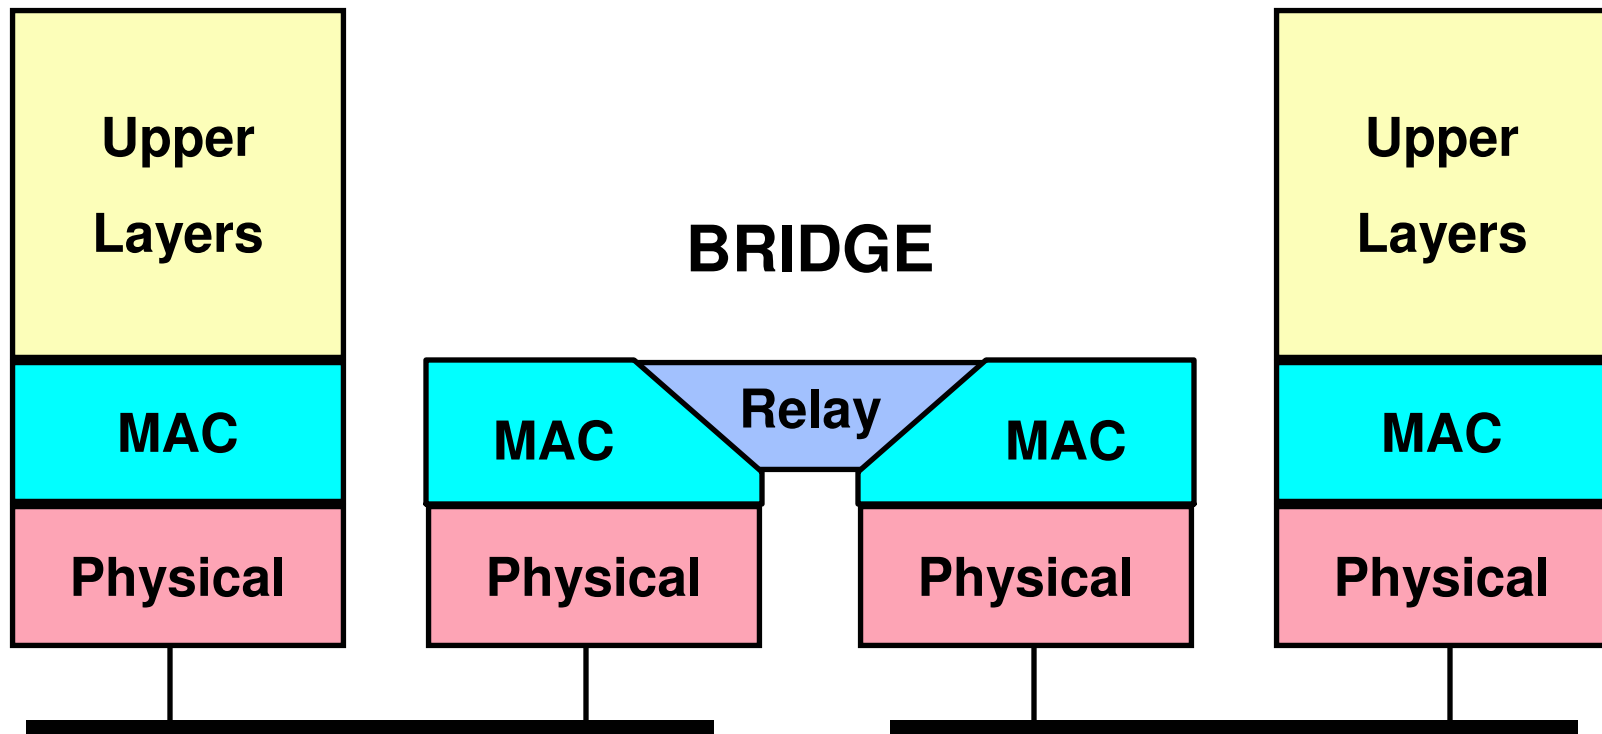 Upper
Layers
MAC
Physical
BRIDGE
Relay
MAC
MAC
Physical
Physical
Upper
Layers
MAC
Physical